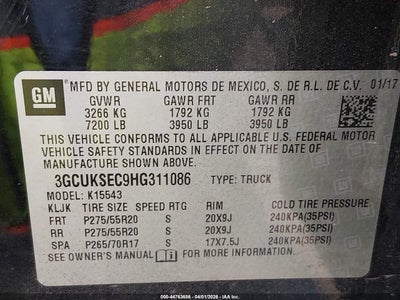 GM
MFD BY GENERAL MOTORS DE MEXICO, S. DE R.L. DE C.V. 01/17
GVWR GAWR FRT GAWR RR
3266 KG 1792 KG 1792 KG
7200 LB 3950 LB 3950 LB
THIS VEHICLE CONFORMS TO ALL APPLICABLE U.S. FEDERAL MOTOR
VEHICLE SAFETY STANDARDS IN EFFECT ON THE DATE OF MANUFACTURE
SHOWN ABOVE.
3GCUKSEC9HG311086 TYPE: TRUCK
MODEL: K15543
KLJK TIRE SIZE SPEED RTG RIM COLD TIRE PRESSURE
FRT P275/55R20 S 20X9J 240KPA(35PSI)
RR P275/55R20 S 20X9J 240KPA(35PSI)
SPA P265/70R17 S 17X7.5J 240KPA(35PSI)
SEE OWNER'S MANUAL FOR MORE INFORMATION.
000-44763656 - 04/01/2026 - IAA Inc.